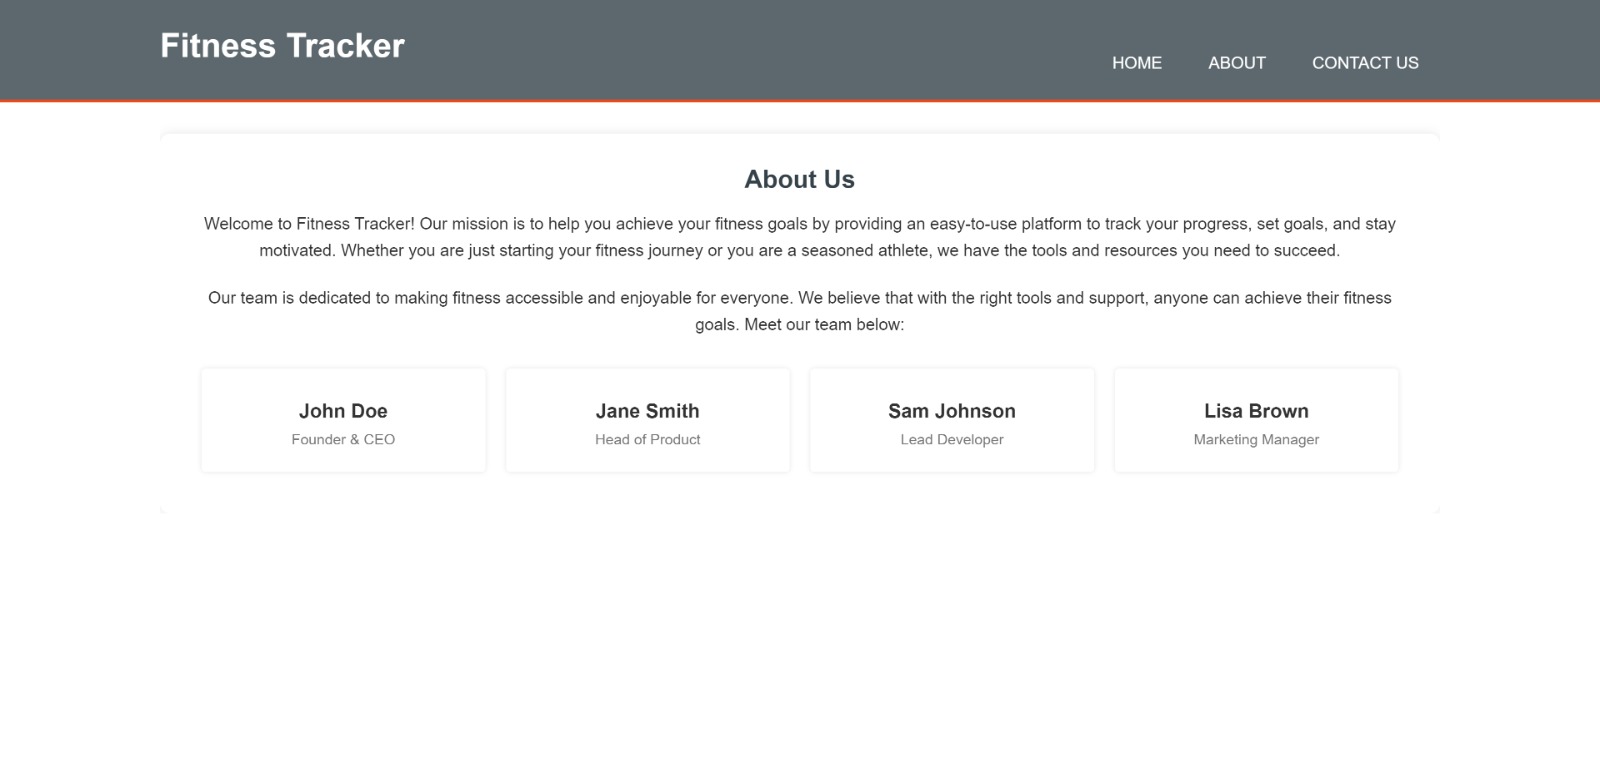 Fitness Tracker
HOME ABOUT CONTACT US
About Us
Welcome to Fitness Tracker! Our mission is to help you achieve your fitness goals by providing an easy-to-use platform to track your progress, set goals, and stay
motivated. Whether you are just starting your fitness journey or you are a seasoned athlete, we have the tools and resources you need to succeed.
Our team is dedicated to making fitness accessible and enjoyable for everyone. We believe that with the right tools and support, anyone can achieve their fitness
goals. Meet our team below:
John Doe
Founder & CEO
Jane Smith
Head of Product
Sam Johnson
Lead Developer
Lisa Brown
Marketing Manager